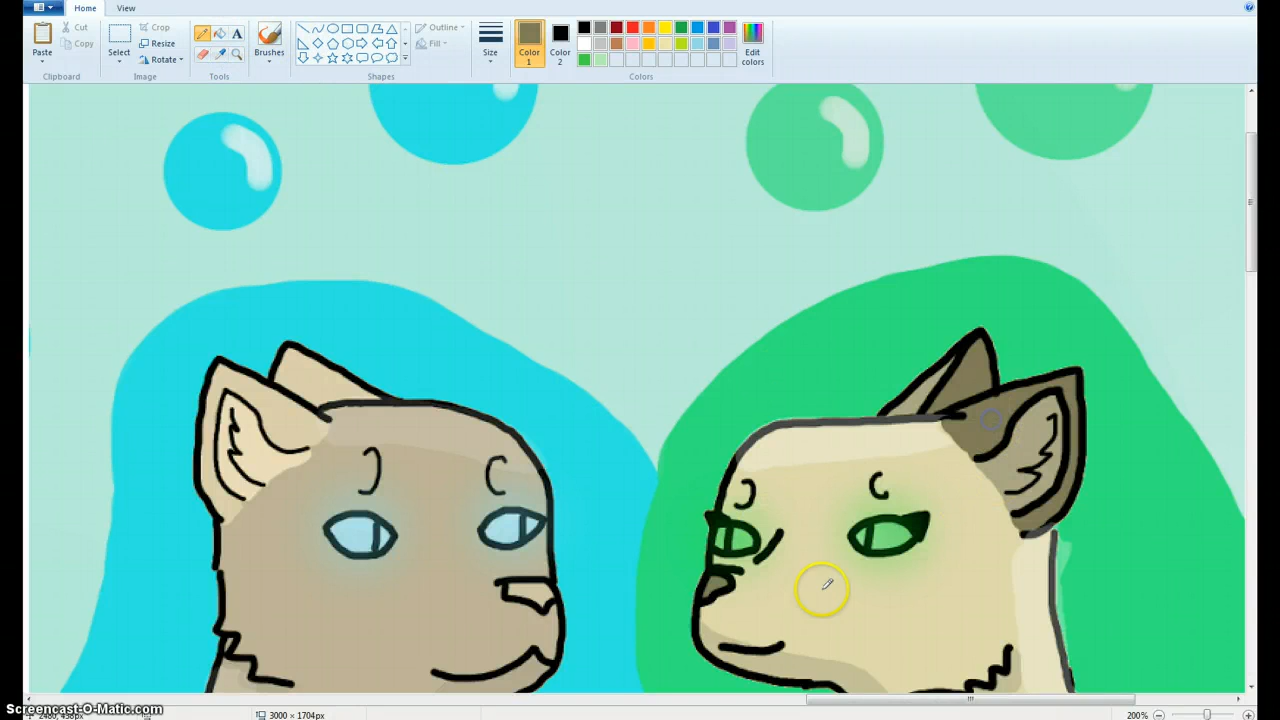 Home View
Paste
Cut
Copy
Clipboard
Select
Crop
Resize
Rotate
Image
A
Tools
Brushes
Shapes
Outline
Fill
Size
Color 1
Color 2
Edit colors
Colors
Screencast-O-Matic.com
3000 × 1704px
200%